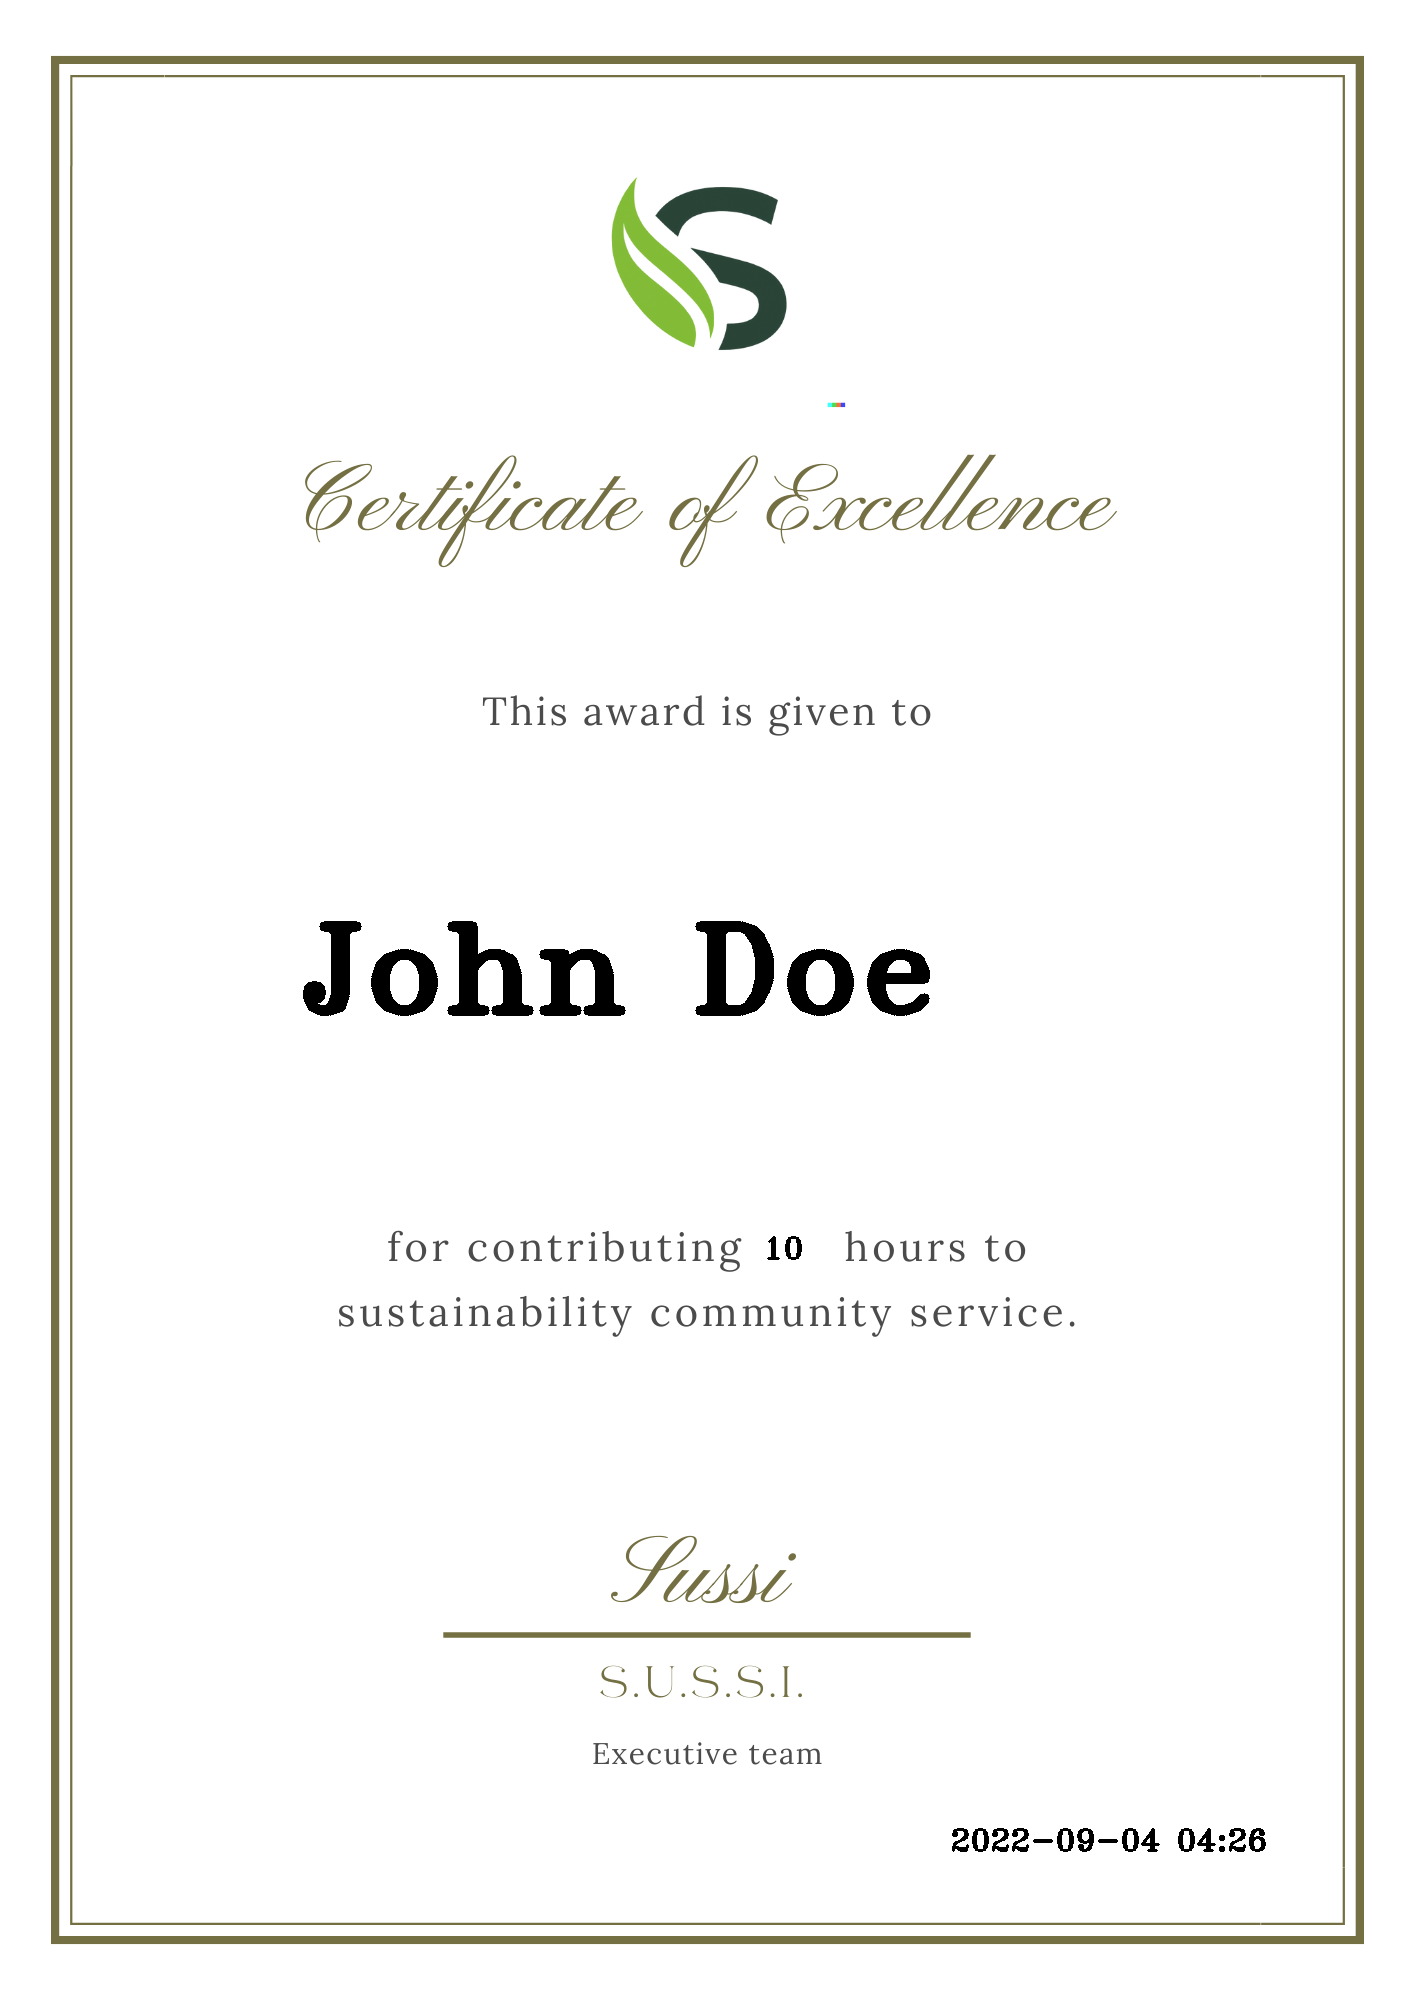 S
Certificate of Excellence
This award is given to
John Doe
for contributing 10 hours to
sustainability community service.
Sussi
S.U.S.S.I.
Executive team
2022-09-04 04:26